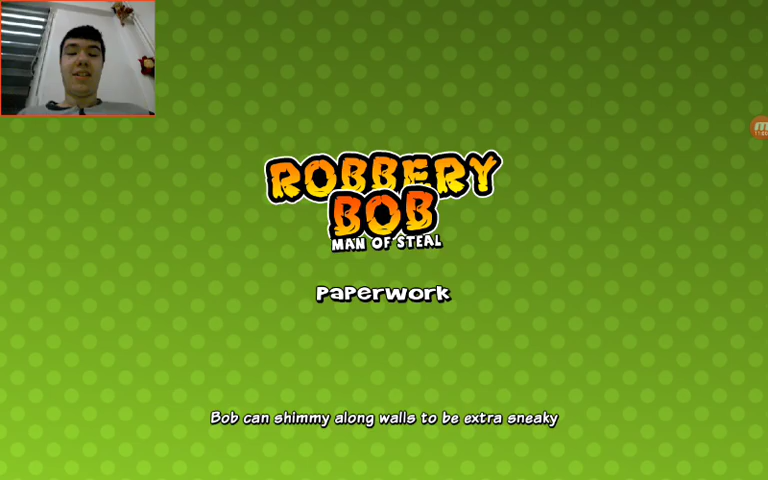 ROBBERY
BOB
MAN OF STEAL
Paperwork
Bob can shimmy along walls to be extra sneaky